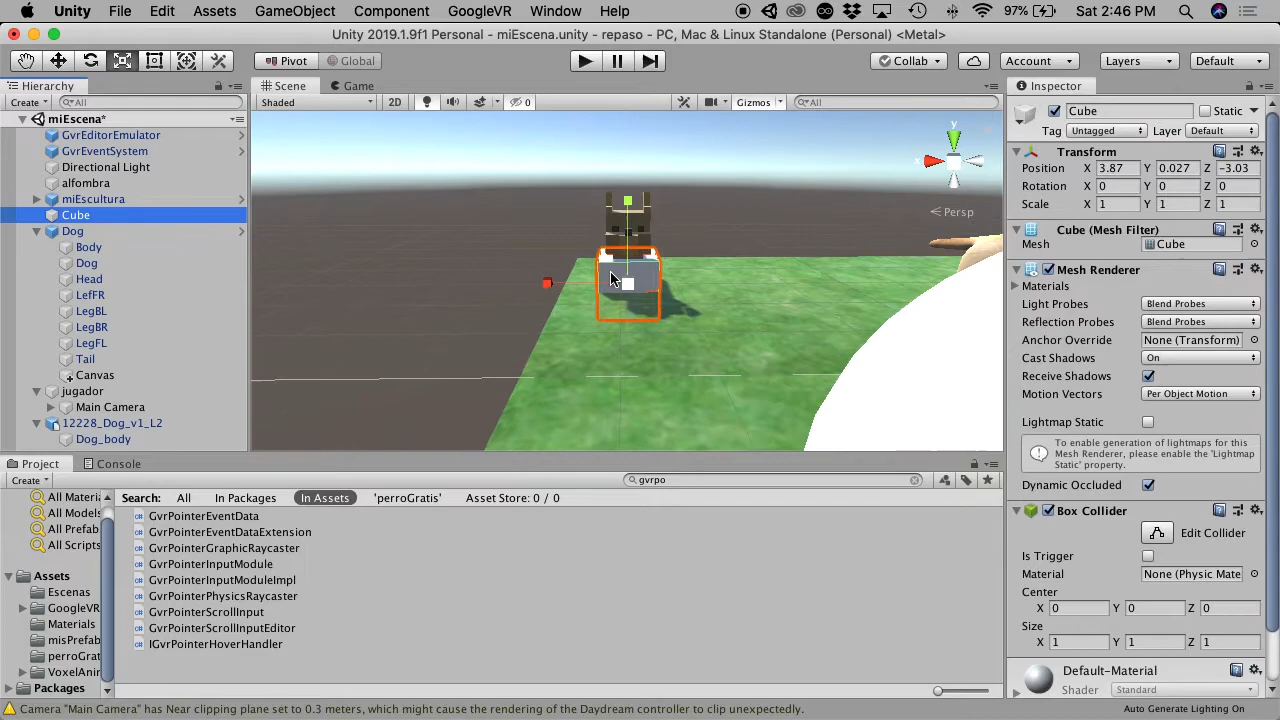 Unity File Edit Assets GameObject Component GoogleVR Window Help 97% Sat 2:46 PM
Unity 2019.1.9f1 Personal - miEscena.unity - repaso - PC, Mac & Linux Standalone (Personal) <Metal>
Pivot Global Collab Account Layers Default
Hierarchy Scene Game Inspector
Create All Shaded 2D 0 Gizmos All
miEscena*
GvrEditorEmulator
GvrEventSystem
Directional Light
alfombra
miEscultura
Cube
Dog
Body
Dog
Head
LefFR
LegBL
LegBR
LegFL
Tail
Canvas
jugador
Main Camera
12228_Dog_v1_L2
Dog_body
y
x
Persp
Cube Static
Tag Untagged Layer Default
Transform
Position X 3.87 Y 0.027 Z -3.03
Rotation X 0 Y 0 Z 0
Scale X 1 Y 1 Z 1
Cube (Mesh Filter)
Mesh Cube
Mesh Renderer
Materials
Light Probes Blend Probes
Reflection Probes Blend Probes
Anchor Override None (Transform)
Cast Shadows On
Receive Shadows
Motion Vectors Per Object Motion
Lightmap Static
To enable generation of lightmaps for this
Mesh Renderer, please enable the 'Lightmap
Static' property.
Dynamic Occluded
Box Collider
Edit Collider
Is Trigger
Material None (Physic Mate
Center
X 0 Y 0 Z 0
Size
X 1 Y 1 Z 1
Default-Material
Shader Standard
Project Console
Create gvrpo
All Materia
All Models
All Prefab
All Scripts
Assets
Escenas
GoogleVR
Materials
misPrefab
perroGrati
VoxelAnim
Packages
Search: All In Packages In Assets 'perroGratis' Asset Store: 0 / 0
GvrPointerEventData
GvrPointerEventDataExtension
GvrPointerGraphicRaycaster
GvrPointerInputModule
GvrPointerInputModuleImpl
GvrPointerPhysicsRaycaster
GvrPointerScrollInput
GvrPointerScrollInputEditor
IGvrPointerHoverHandler
Camera "Main Camera" has Near clipping plane set to 0.3 meters, which might cause the rendering of the Daydream controller to clip unexpectedly.
Auto Generate Lighting On